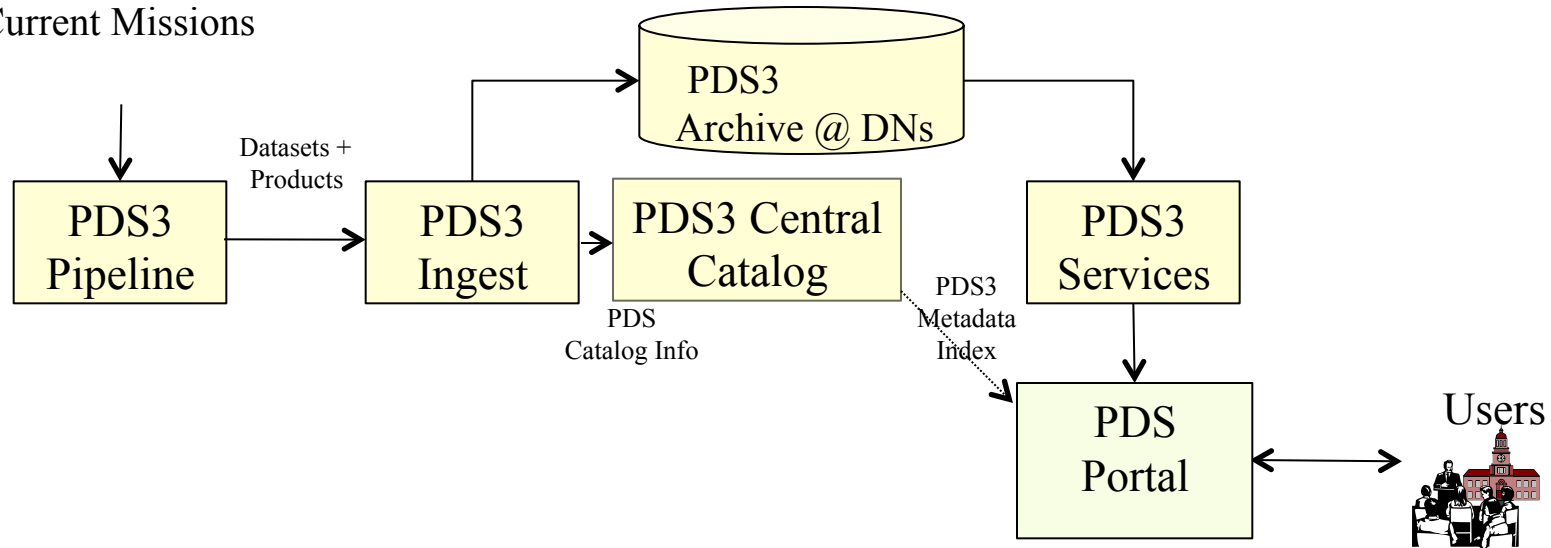 Current Missions
PDS3
Archive @ DNs
Datasets +
Products
PDS3
Pipeline
PDS3
Ingest
PDS3 Central
Catalog
PDS3
Services
PDS
Catalog Info
PDS3
Metadata
Index
PDS
Portal
Users